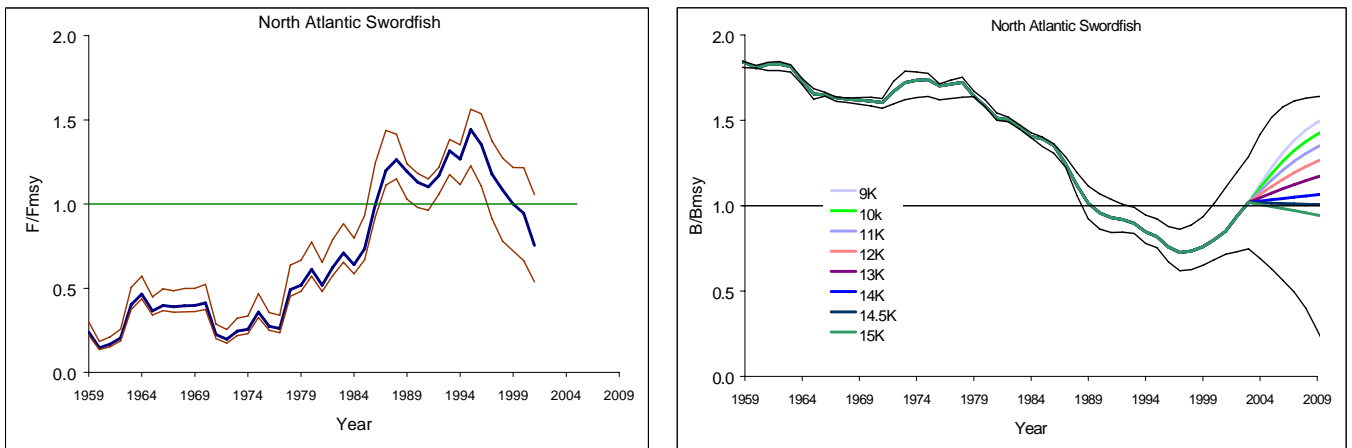 North Atlantic Swordfish
2.0
1.5
1.0
0.5
0.0
F/Fmsy
1959 1964 1969 1974 1979 1984 1989 1994 1999 2004 2009
Year
North Atlantic Swordfish
2.0
1.5
1.0
0.5
0.0
B/Bmsy
9K
10k
11K
12K
13K
14K
14.5K
15K
1959 1964 1969 1974 1979 1984 1989 1994 1999 2004 2009
Year